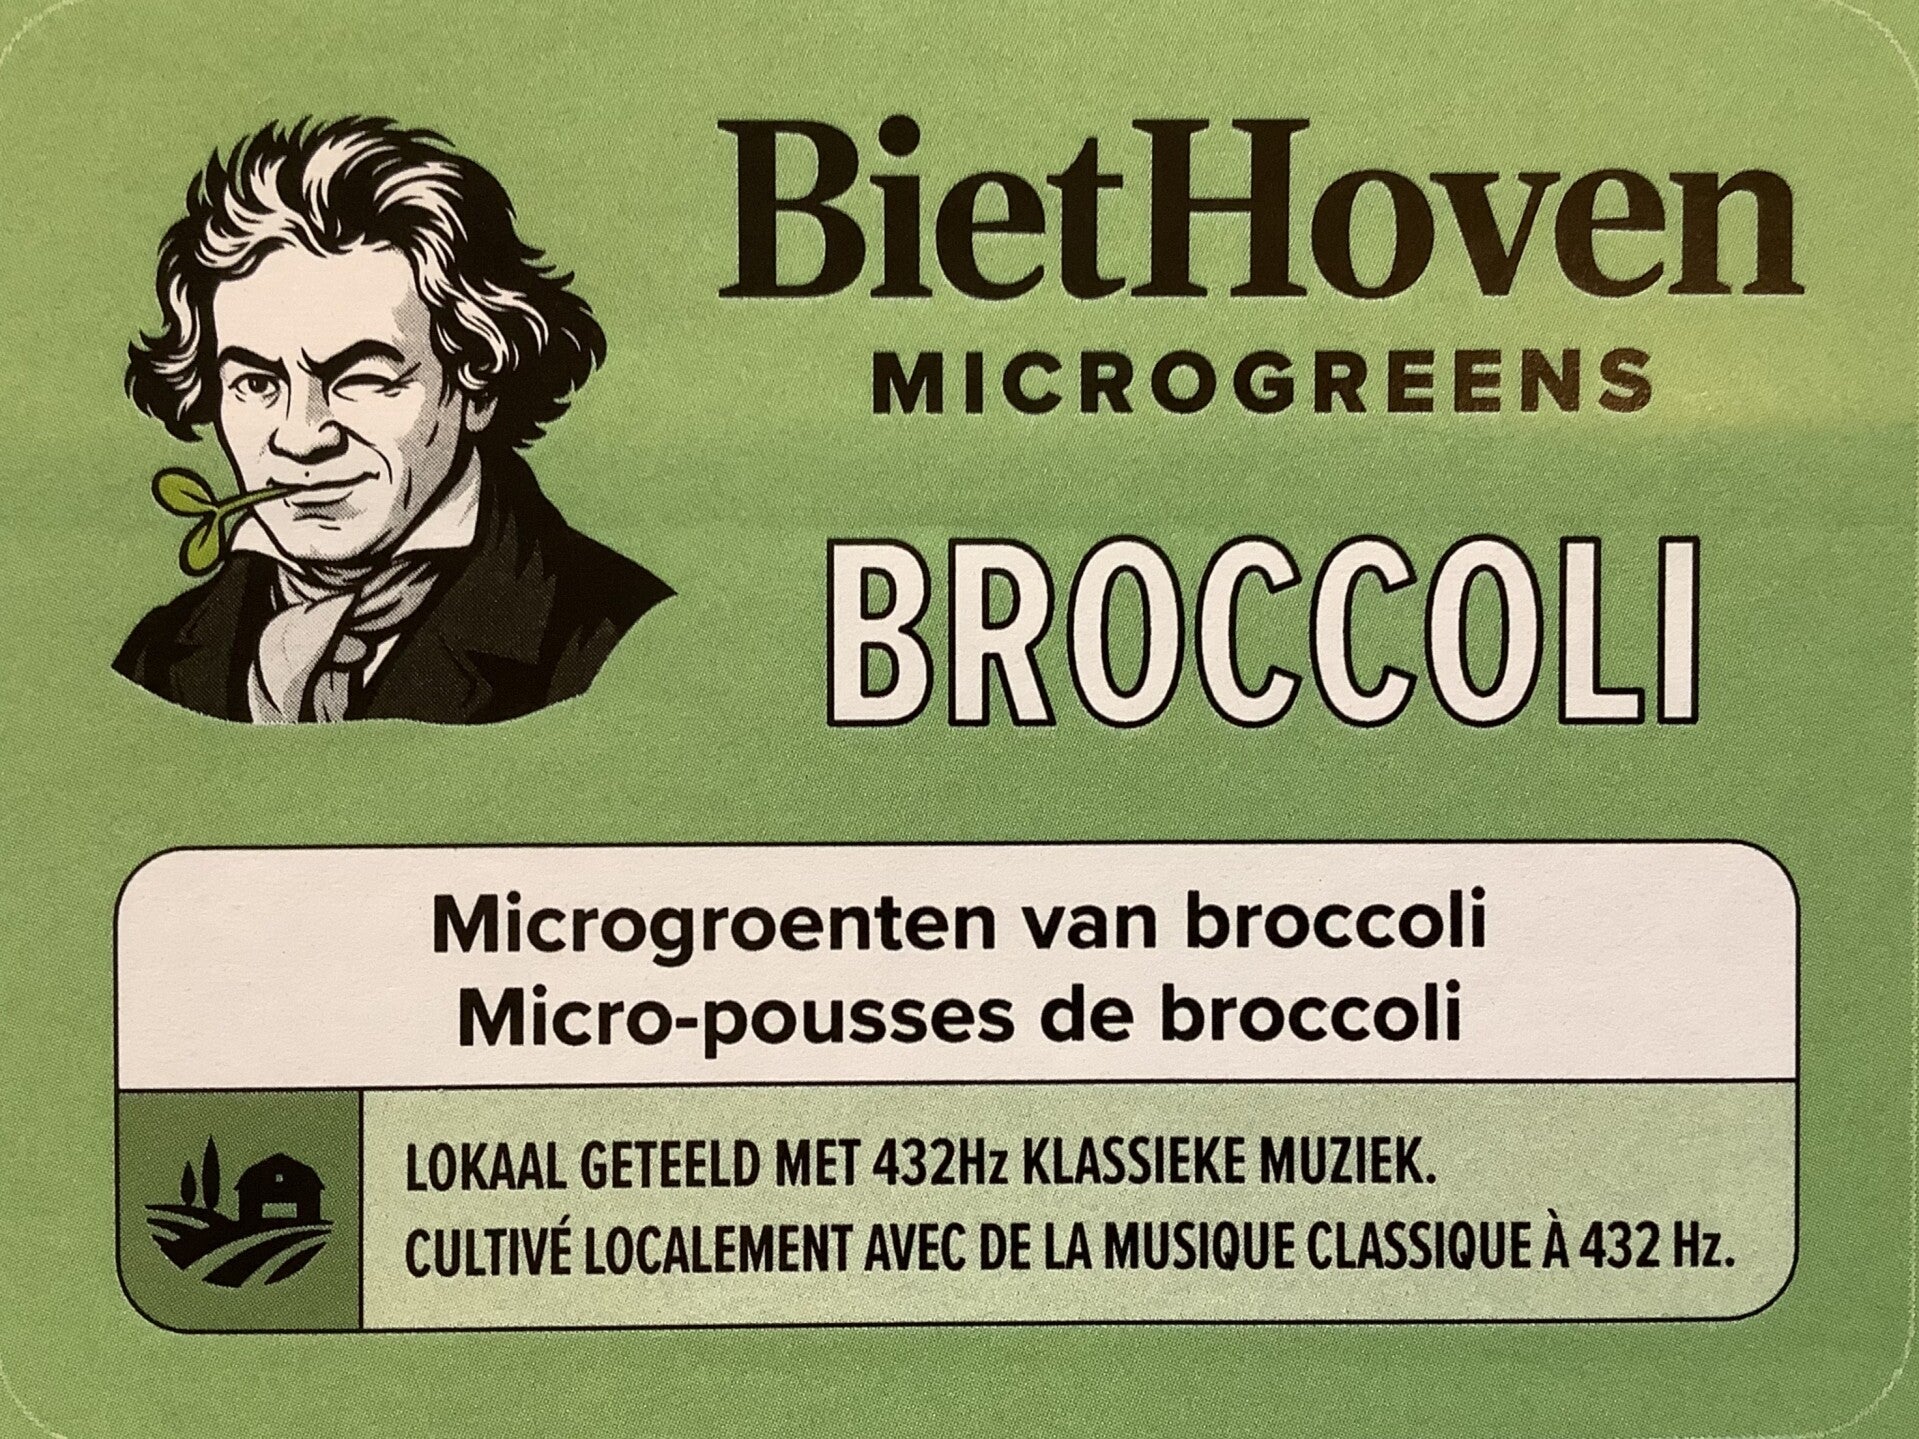 BietHoven
MICROGREENS
BROCCOLI
Microgroenten van broccoli
Micro-pousses de broccoli
LOKAAL GETEELD MET 432Hz KLASSIEKE MUZIEK.
CULTIVÉ LOCALEMENT AVEC DE LA MUSIQUE CLASSIQUE À 432 Hz.